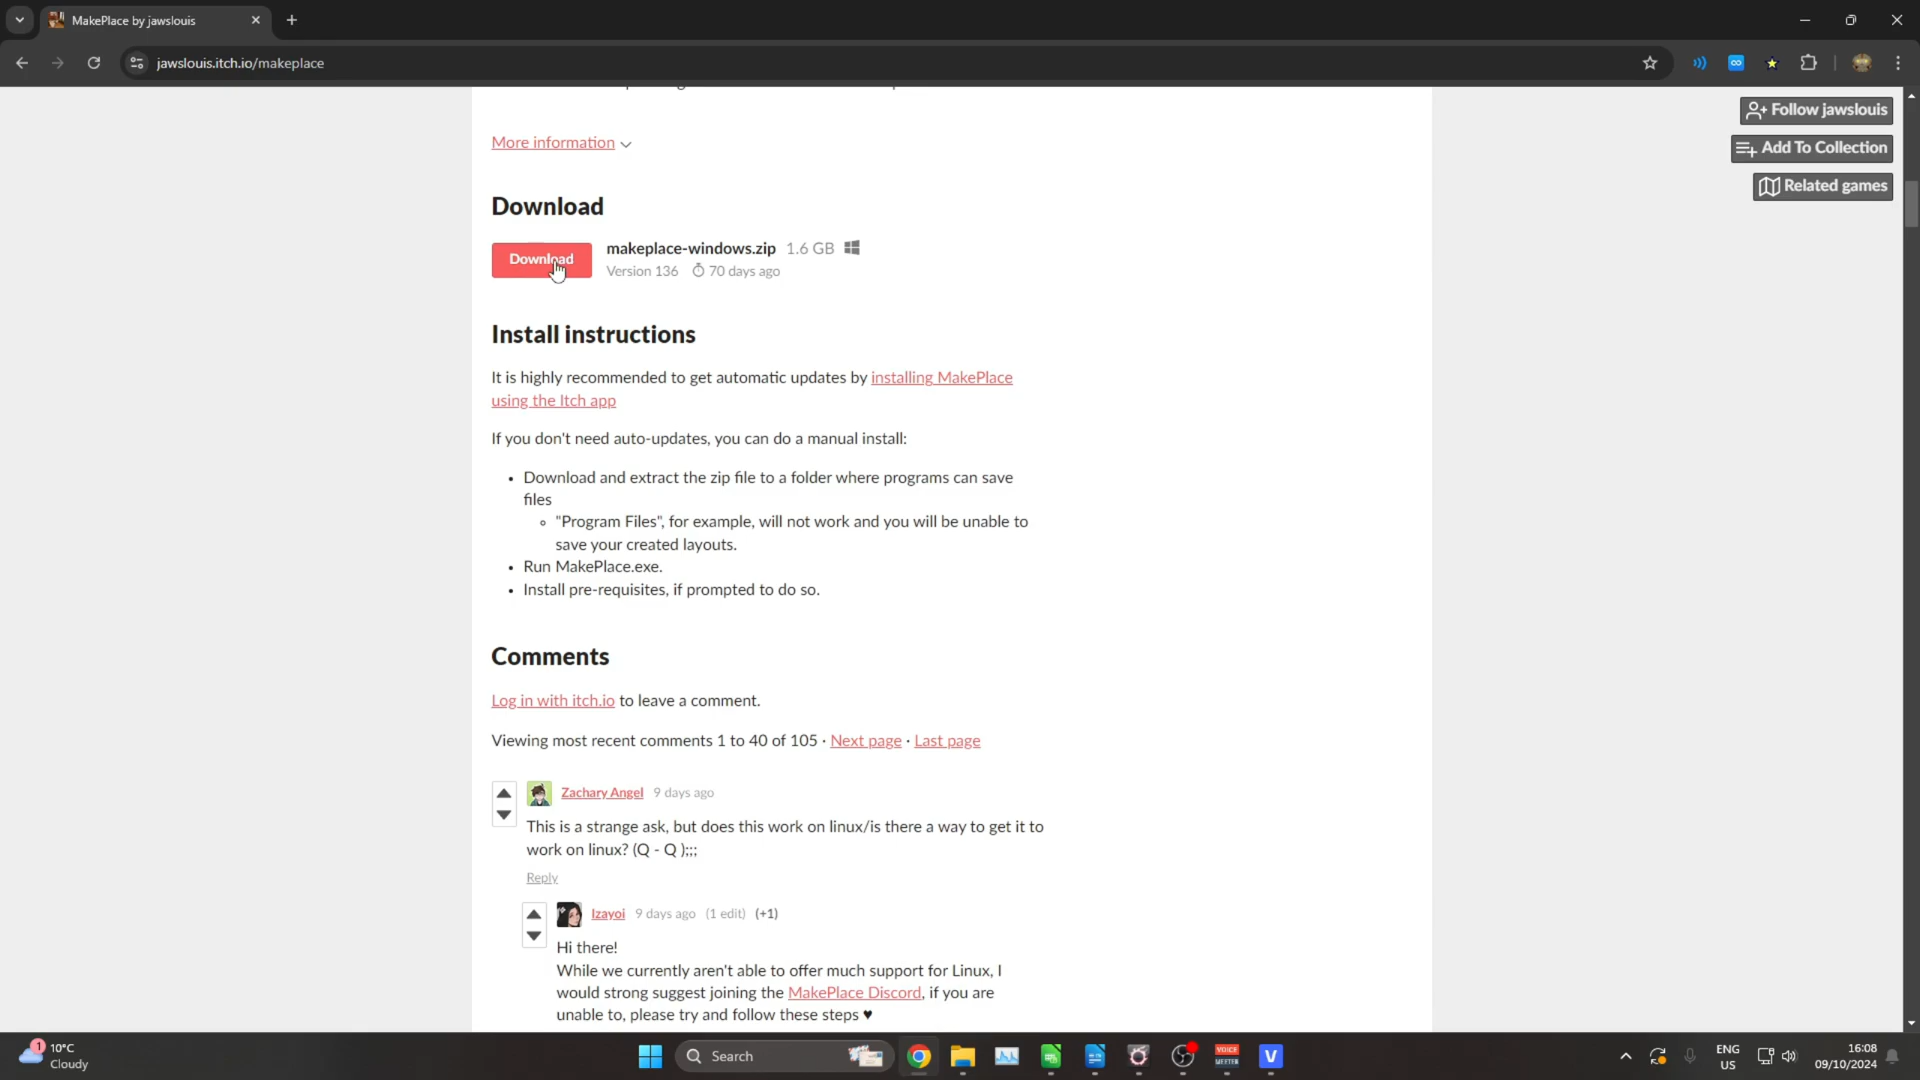 MakePlace by jawslouis
jawslouis.itch.io/makeplace
Follow jawslouis
Add To Collection
Related games
More information
Download
Download
makeplace-windows.zip 1.6 GB
Version 136 70 days ago
Install instructions
It is highly recommended to get automatic updates by installing MakePlace
using the Itch app
If you don't need auto-updates, you can do a manual install:
• Download and extract the zip file to a folder where programs can save
files
"Program Files", for example, will not work and you will be unable to
save your created layouts.
• Run MakePlace.exe.
• Install pre-requisites, if prompted to do so.
Comments
Log in with itch.io to leave a comment.
Viewing most recent comments 1 to 40 of 105 · Next page · Last page
Zachary Angel 9 days ago
This is a strange ask, but does this work on linux/is there a way to get it to
work on linux? (Q - Q );;;
Reply
Izayoi 9 days ago (1 edit) (+1)
Hi there!
While we currently aren't able to offer much support for Linux, I
would strong suggest joining the MakePlace Discord, if you are
unable to, please try and follow these steps ♥
1
10°C
Cloudy
Search
VOICE
MEETER
V
ENG
US
16:08
09/10/2024